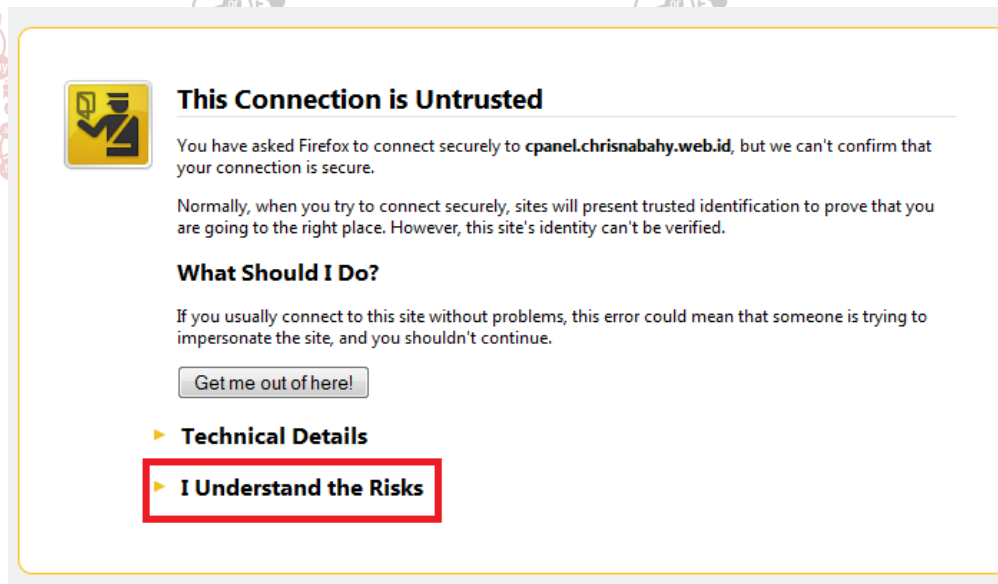 This Connection is Untrusted
You have asked Firefox to connect securely to cpanel.chrisnabahy.web.id, but we can't confirm that
your connection is secure.
Normally, when you try to connect securely, sites will present trusted identification to prove that you
are going to the right place. However, this site's identity can't be verified.
What Should I Do?
If you usually connect to this site without problems, this error could mean that someone is trying to
impersonate the site, and you shouldn't continue.
Get me out of here!
Technical Details
I Understand the Risks